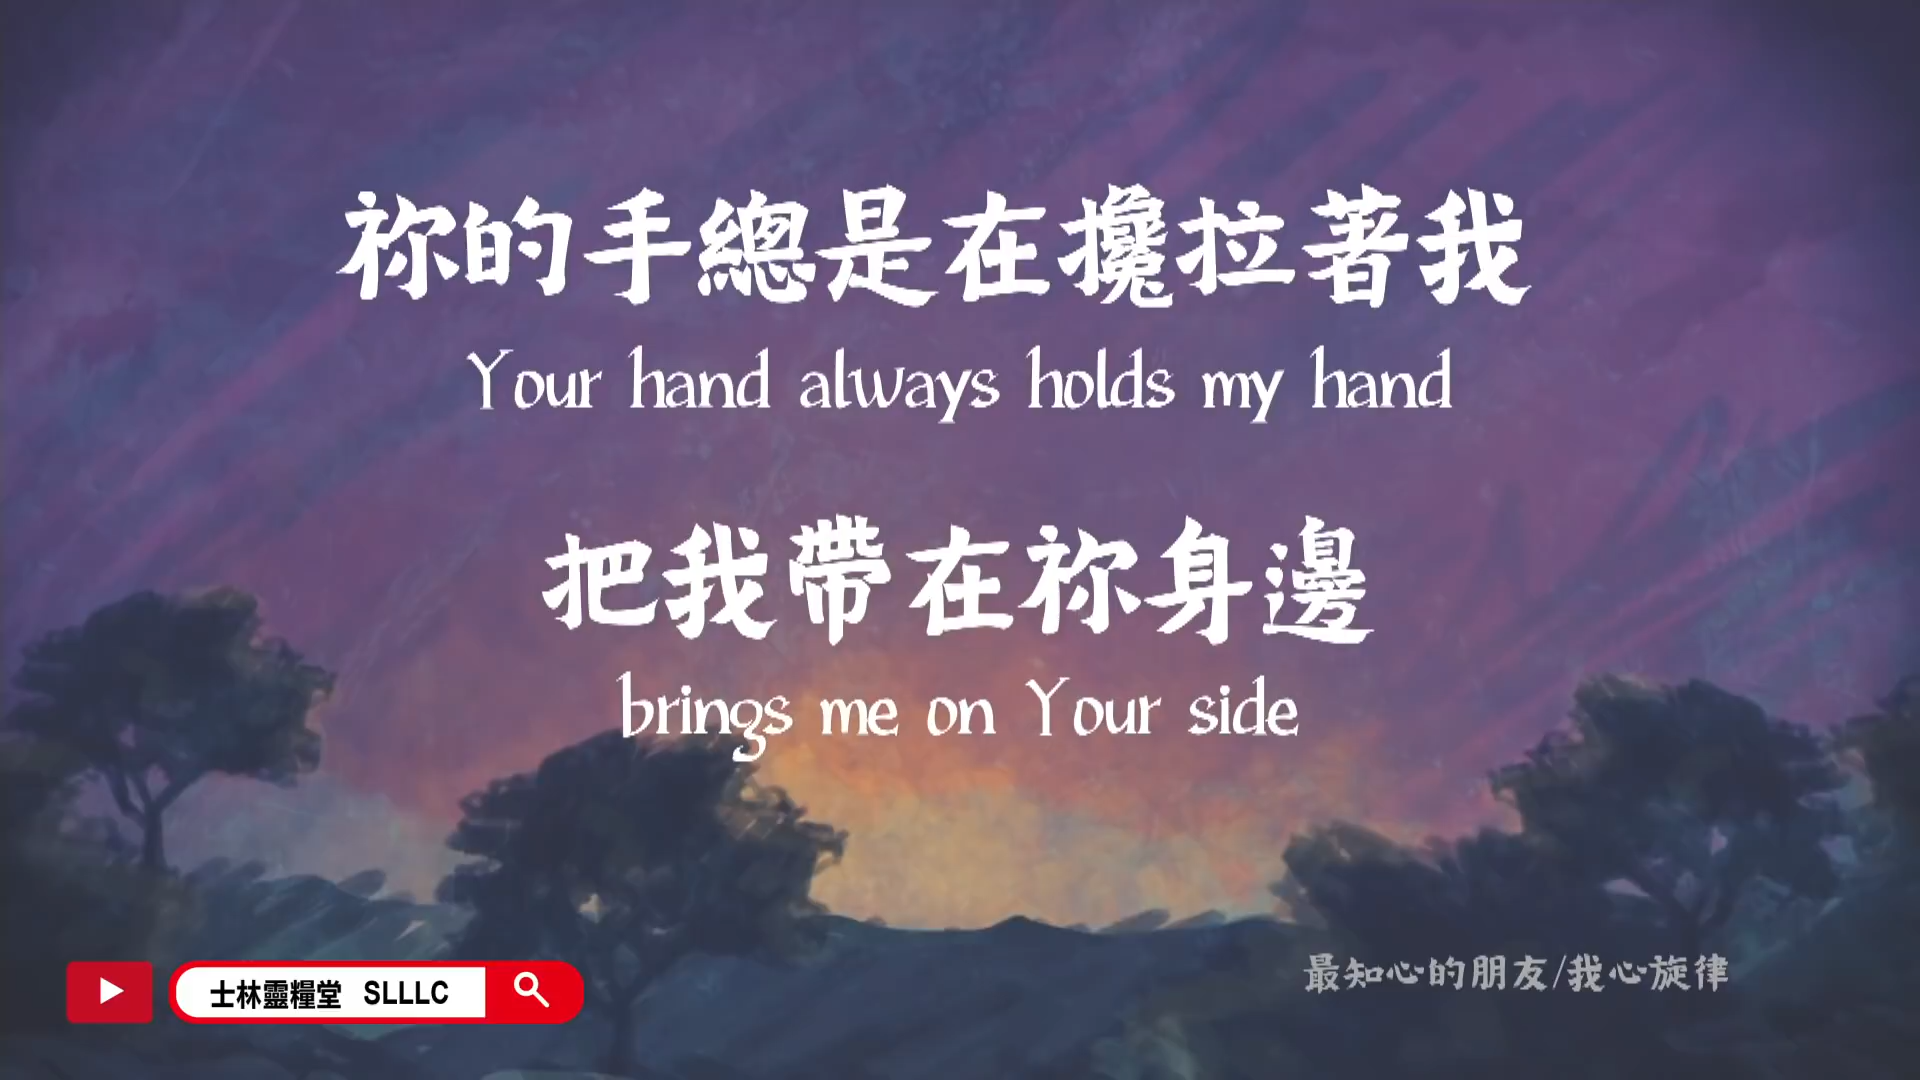 祢的手總是在攙拉著我
Your hand always holds my hand
把我帶在祢身邊
brings me on Your side
士林靈糧堂 SLLLC
最知心的朋友/我心旋律